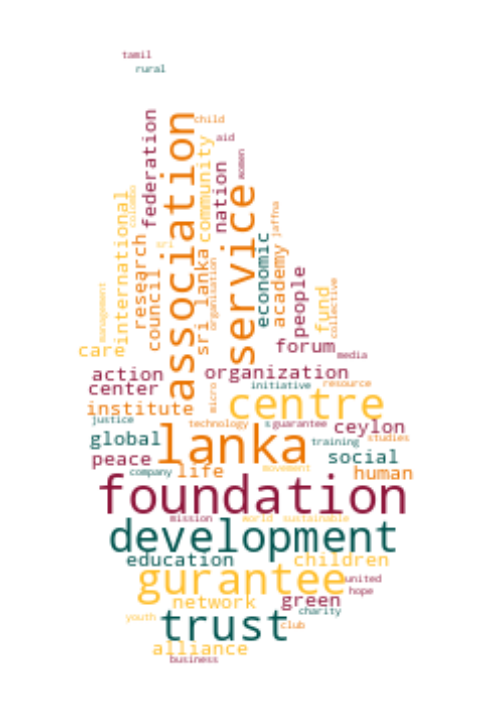 tamil
rural
child
aid
association
federation
community
nation
women
service
international
colombo
research
council
sri
sri lanka
organisation
economic
jaffna
academy
people
fund
collective
management
care
forum
media
action
organization
center
initiative
resource
institute
micro
centre
justice
technology
s
guarantee
ceylon
global
lanka
training
studies
peace
social
company
life
movement
human
foundation
mission
world
sustainable
development
education
children
gurantee
united
hope
network
green
charity
youth
trust
club
alliance
business